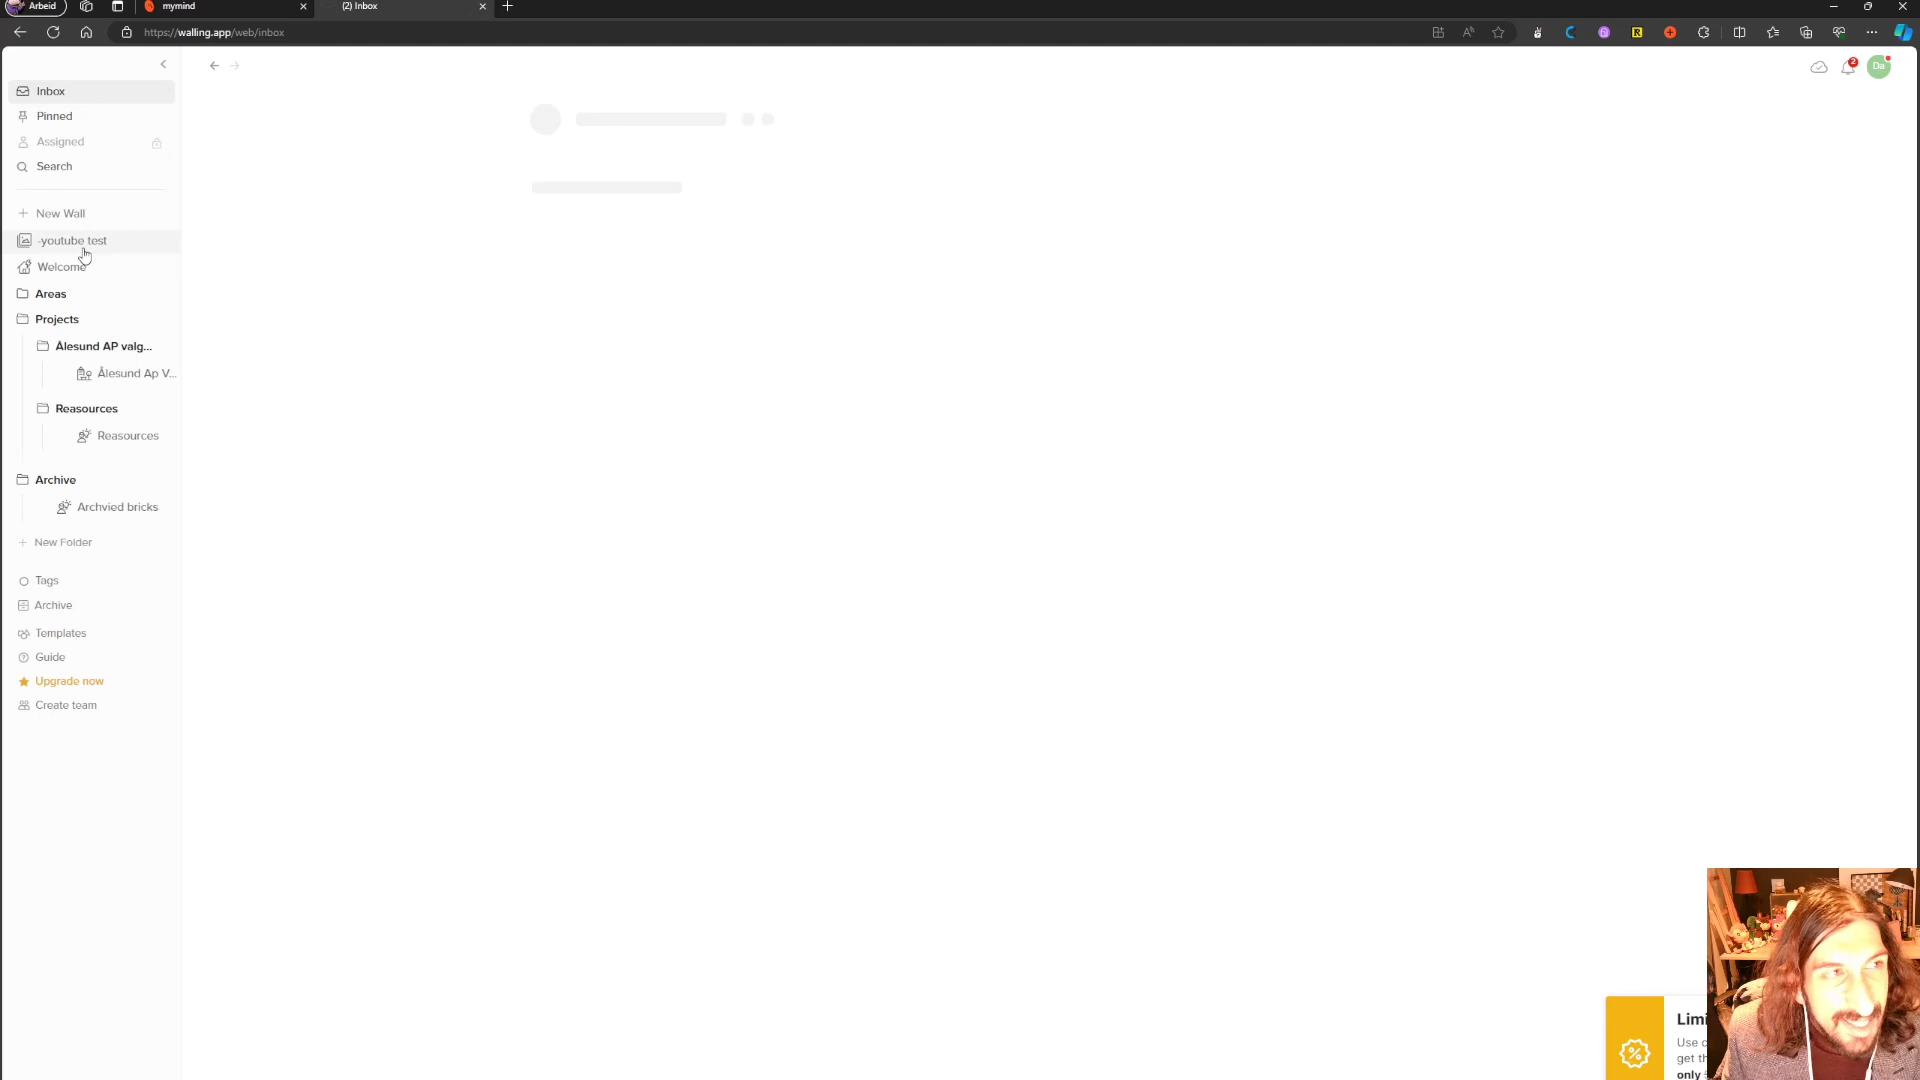 Arbeid
mymind
(2) Inbox
https://walling.app/web/inbox
Inbox
Pinned
Assigned
Search
New Wall
-youtube test
Welcome
Areas
Projects
Ålesund AP valg...
Ålesund Ap V...
Reasources
Reasources
Archive
Archvied bricks
New Folder
Tags
Archive
Templates
Guide
Upgrade now
Create team
2
Da
Use
get
only